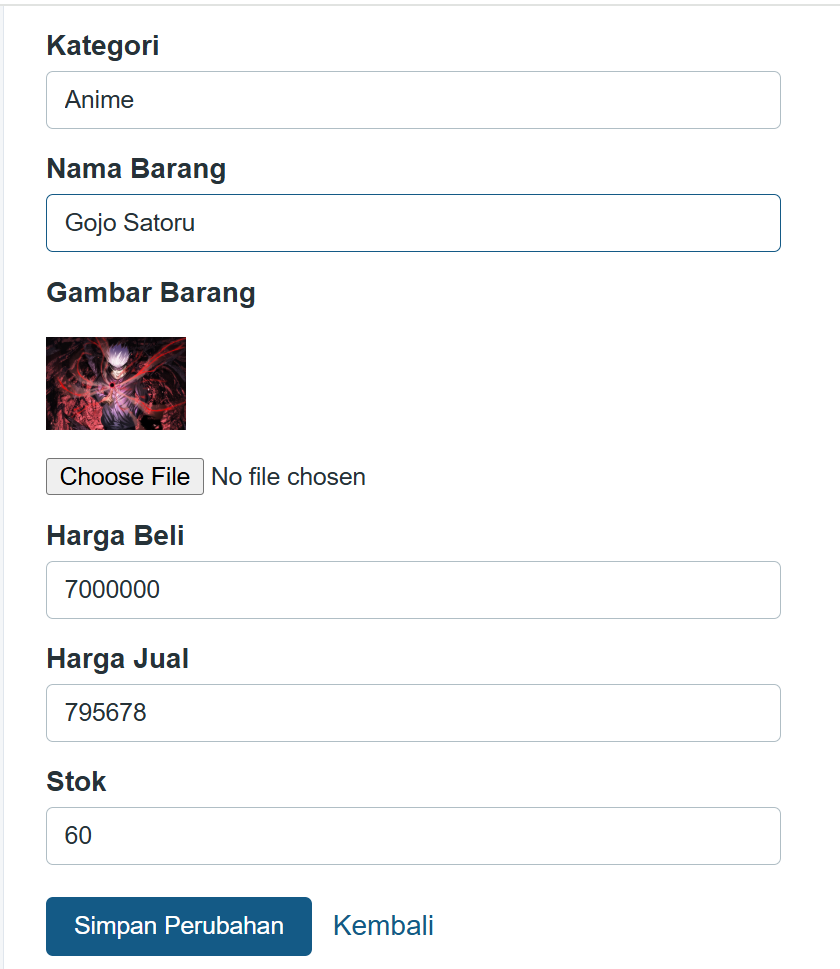 Kategori
Anime
Nama Barang
Gojo Satoru
Gambar Barang
Choose File No file chosen
Harga Beli
7000000
Harga Jual
795678
Stok
60
Simpan Perubahan Kembali